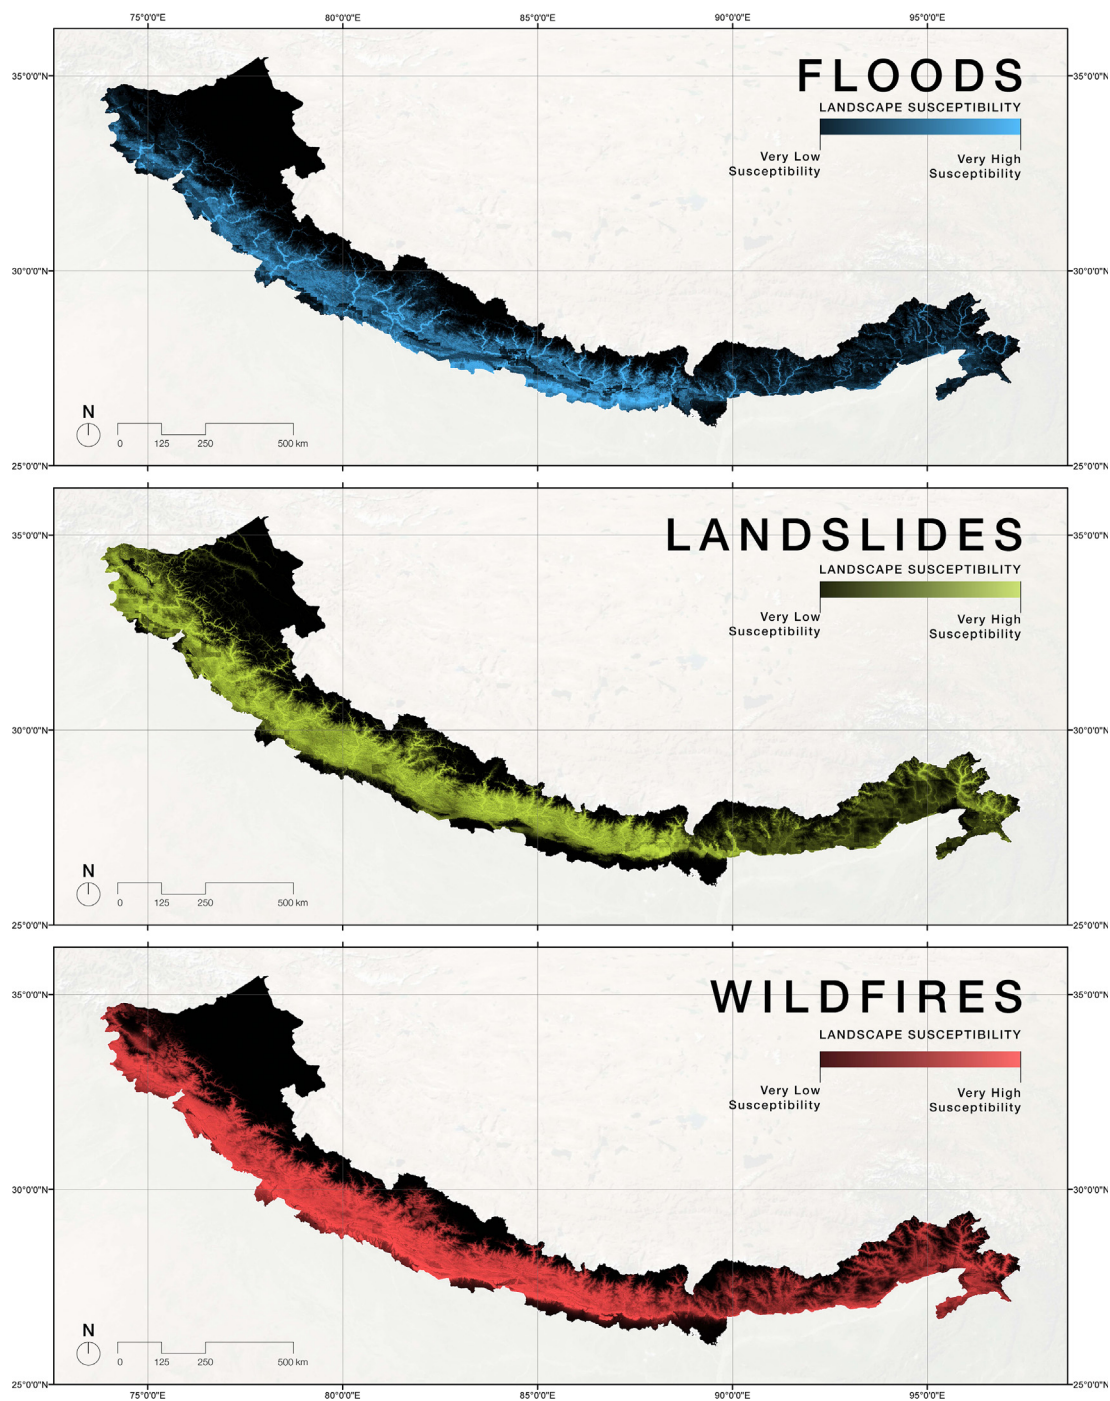 75°0'0"E 80°0'0"E 85°0'0"E 90°0'0"E 95°0'0"E
FLOODS
35°0'0"N 35°0'0"N
LANDSCAPE SUSCEPTIBILITY
Very Low Susceptibility
Very High Susceptibility
30°0'0"N 30°0'0"N
N
0 125 250 500 km
25°0'0"N 25°0'0"N
LANDSLIDES
35°0'0"N 35°0'0"N
LANDSCAPE SUSCEPTIBILITY
Very Low Susceptibility
Very High Susceptibility
30°0'0"N 30°0'0"N
N
0 125 250 500 km
25°0'0"N 25°0'0"N
WILDFIRES
35°0'0"N 35°0'0"N
LANDSCAPE SUSCEPTIBILITY
Very Low Susceptibility
Very High Susceptibility
30°0'0"N 30°0'0"N
N
0 125 250 500 km
25°0'0"N 25°0'0"N
75°0'0"E 80°0'0"E 85°0'0"E 90°0'0"E 95°0'0"E